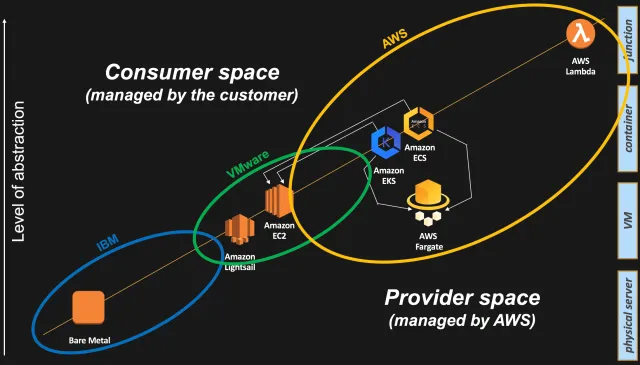 Level of abstraction
Consumer space
(managed by the customer)
AWS
AWS
Lambda
function
Amazon
ECS
Amazon
EKS
container
VMware
Amazon
EC2
AWS
Fargate
VM
Amazon
Lightsail
IBM
Bare Metal
Provider space
(managed by AWS)
physical server